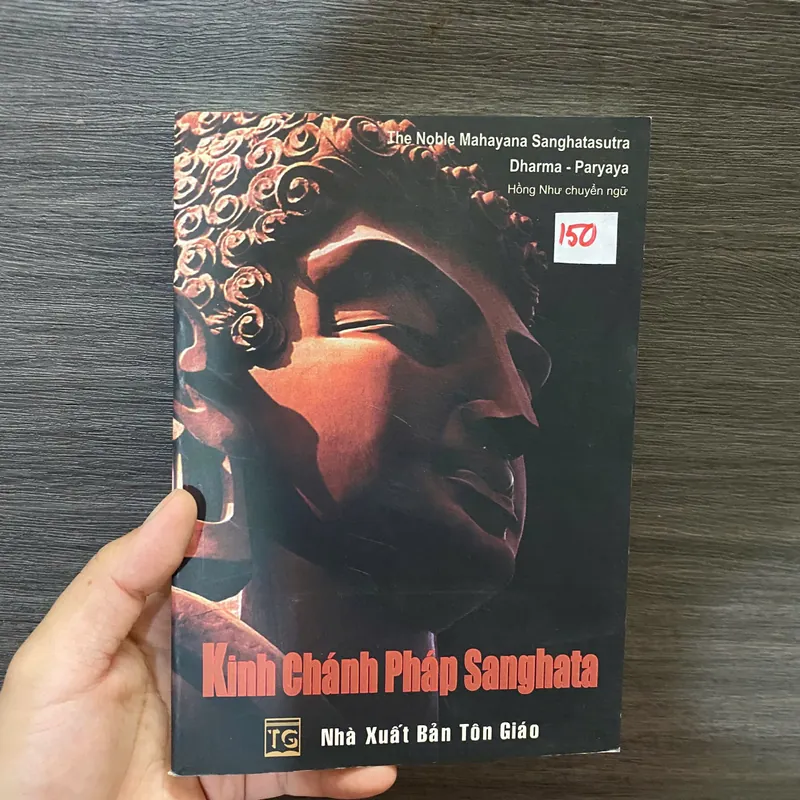 The Noble Mahayana Sanghatasutra
Dharma - Paryaya
Hồng Như chuyển ngữ
150
Kinh Chánh Pháp Sanghata
TG
Nhà Xuất Bản Tôn Giáo